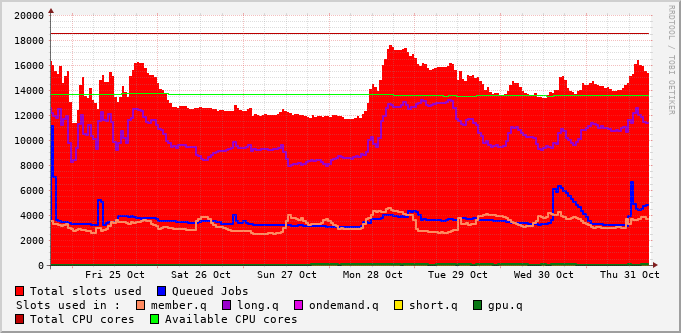 RRDTOOL / TOBI OETIKER
20000
18000
16000
14000
12000
10000
8000
6000
4000
2000
0
Fri 25 Oct Sat 26 Oct Sun 27 Oct Mon 28 Oct Tue 29 Oct Wed 30 Oct Thu 31 Oct
Total slots used Queued Jobs
Slots used in : member.q long.q ondemand.q short.q gpu.q
Total CPU cores Available CPU cores